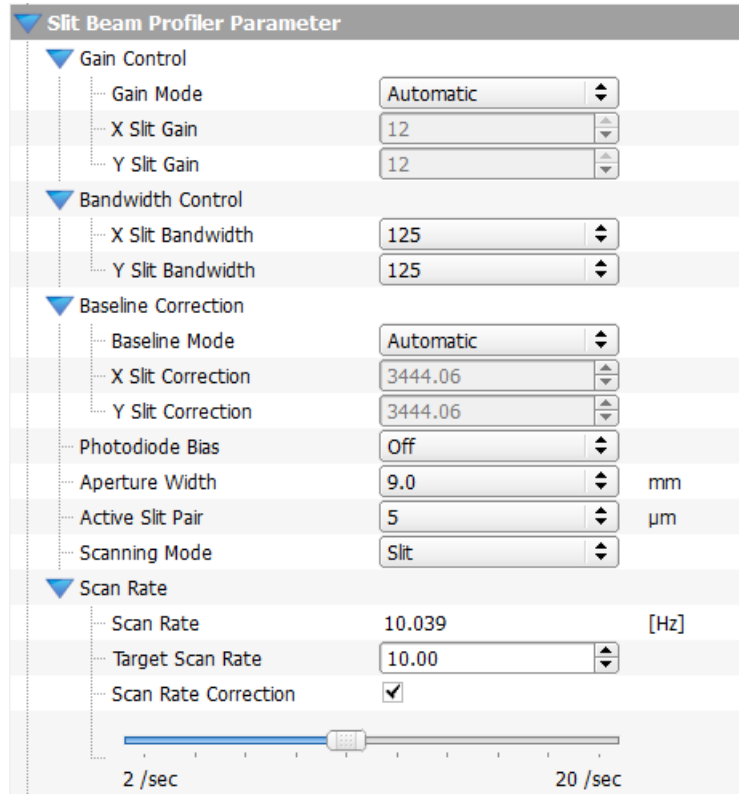 Slit Beam Profiler Parameter
Gain Control
Gain Mode Automatic
X Slit Gain 12
Y Slit Gain 12
Bandwidth Control
X Slit Bandwidth 125
Y Slit Bandwidth 125
Baseline Correction
Baseline Mode Automatic
X Slit Correction 3444.06
Y Slit Correction 3444.06
Photodiode Bias Off
Aperture Width 9.0 mm
Active Slit Pair 5 µm
Scanning Mode Slit
Scan Rate
Scan Rate 10.039 [Hz]
Target Scan Rate 10.00
Scan Rate Correction
2 /sec 20 /sec